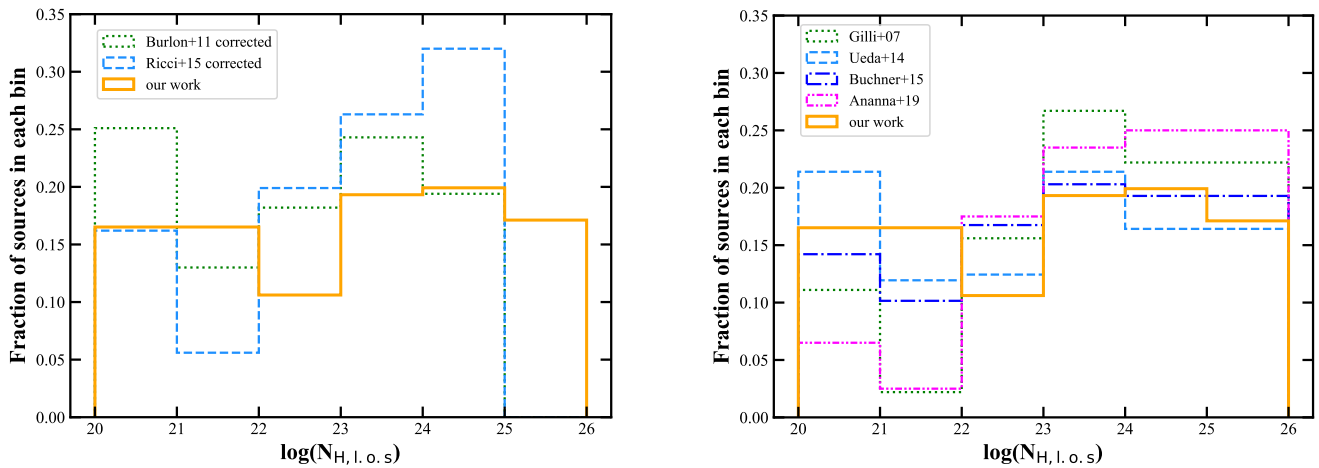 0.35
0.30
0.25
0.20
0.15
0.10
0.05
0.00
Fraction of sources in each bin
Burlon+11 corrected
Ricci+15 corrected
our work
20 21 22 23 24 25 26
log(N_H, l.o.s)
0.35
0.30
0.25
0.20
0.15
0.10
0.05
0.00
Fraction of sources in each bin
Gilli+07
Ueda+14
Buchner+15
Ananna+19
our work
20 21 22 23 24 25 26
log(N_H, l.o.s)